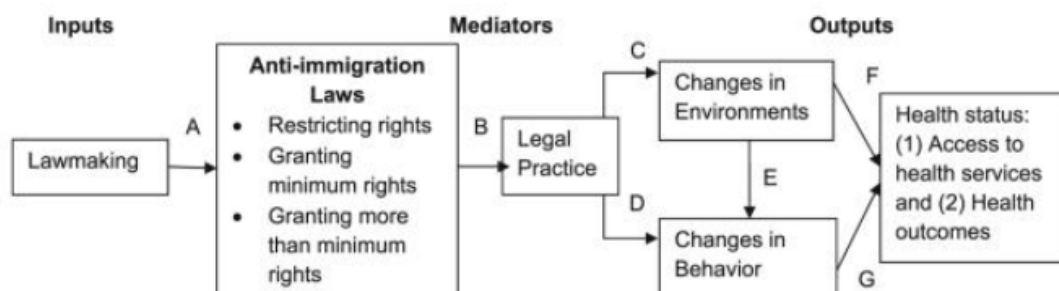 Inputs
Mediators
Outputs
Lawmaking
A
Anti-immigration
Laws
• Restricting rights
• Granting
minimum rights
• Granting more
than minimum
rights
B
Legal
Practice
C
D
Changes in
Environments
E
Changes in
Behavior
F
G
Health status:
(1) Access to
health services
and (2) Health
outcomes